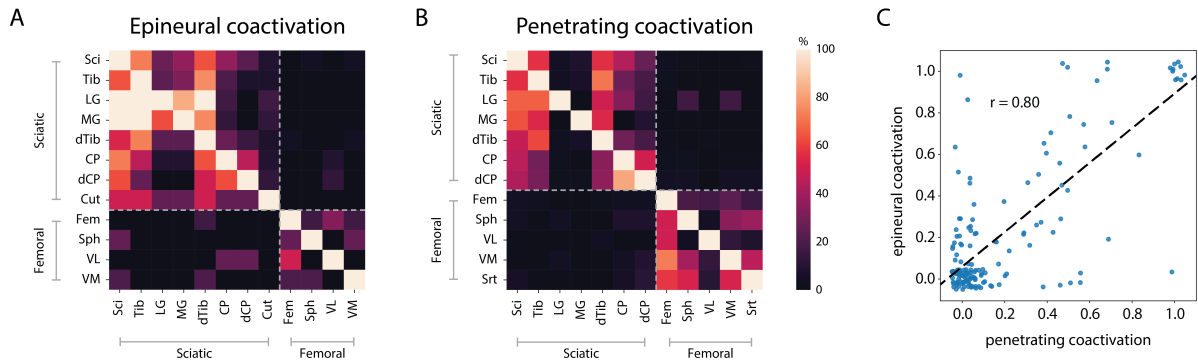 A
Epineural coactivation
Sci
Tib
LG
MG
dTib
CP
dCP
Cut
Fem
Sph
VL
VM
Sciatic
Femoral
Sci
Tib
LG
MG
dTib
CP
dCP
Cut
Fem
Sph
VL
VM
Sciatic
Femoral
B
Penetrating coactivation
Sci
Tib
LG
MG
dTib
CP
dCP
Fem
Sph
VL
VM
Srt
Sciatic
Femoral
Sci
Tib
LG
MG
dTib
CP
dCP
Fem
Sph
VL
VM
Srt
Sciatic
Femoral
%
100
80
60
40
20
0
C
1.0
0.8
0.6
0.4
0.2
0.0
epineural coactivation
r = 0.80
0.0 0.2 0.4 0.6 0.8 1.0
penetrating coactivation